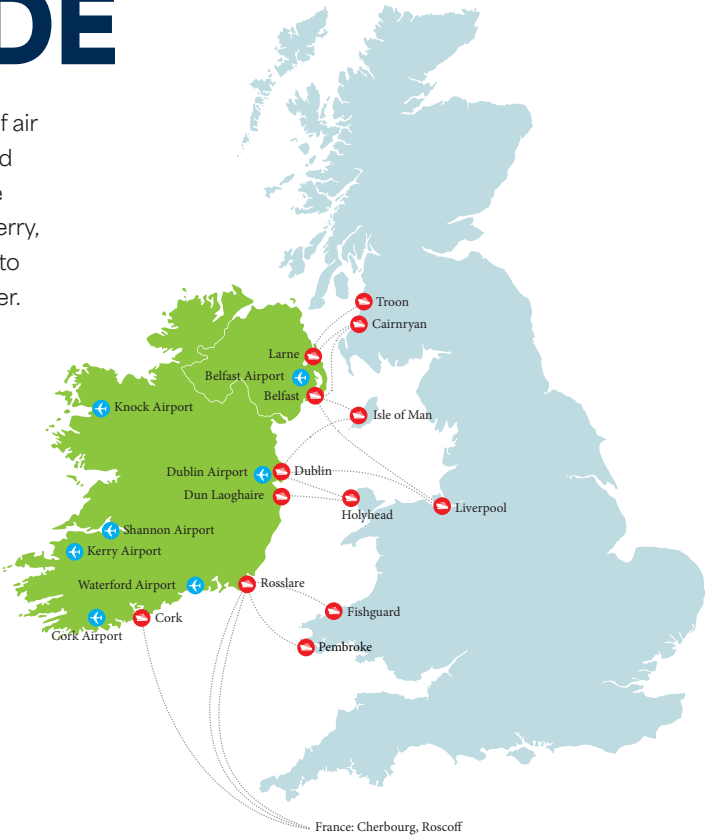 DE
f air
d
e
erry,
to
er.
Troon
Cairnryan
Larne
Belfast Airport
Belfast
Knock Airport
Isle of Man
Dublin Airport
Dublin
Dun Laoghaire
Holyhead
Liverpool
Shannon Airport
Kerry Airport
Waterford Airport
Rosslare
Fishguard
Cork
Cork Airport
Pembroke
France: Cherbourg, Roscoff